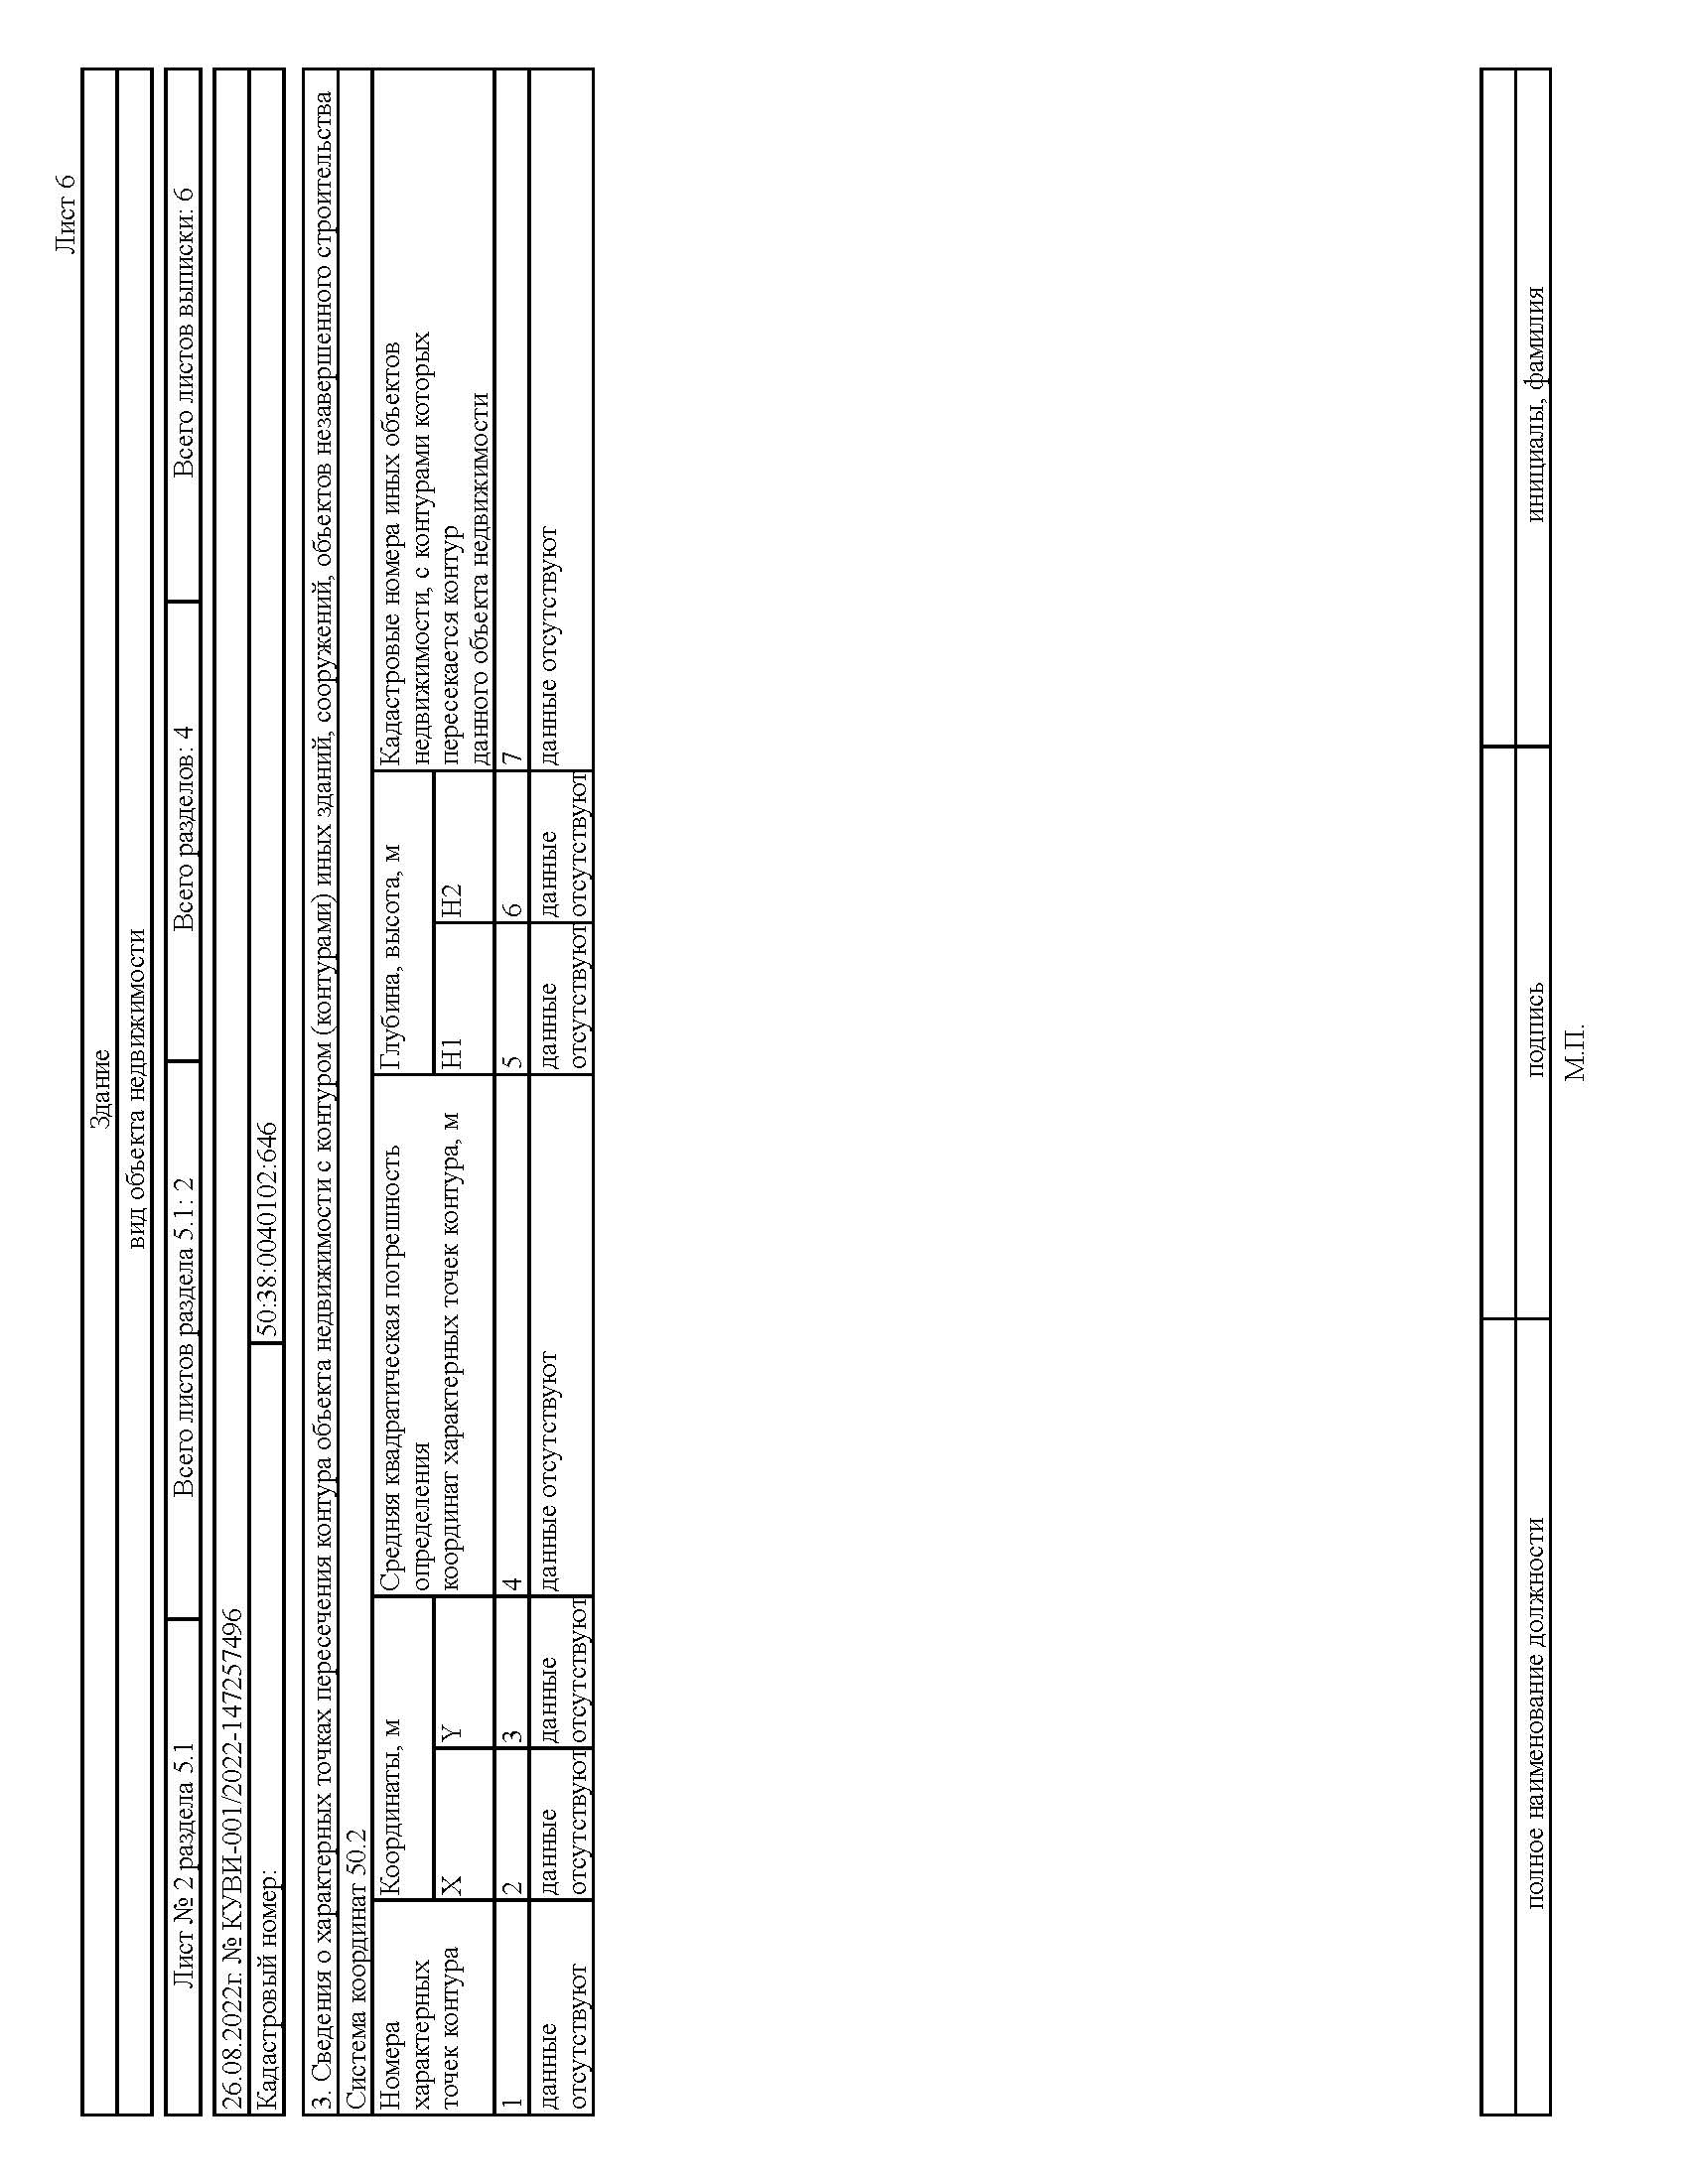 Лист 6
Здание
вид объекта недвижимости
Лист № 2 раздела 5.1 Всего листов раздела 5.1: 2 Всего разделов: 4 Всего листов выписки: 6
26.08.2022г. № КУВИ-001/2022-147257496
Кадастровый номер: 50:38:0040102:646
3. Сведения о характерных точках пересечения контура объекта недвижимости с контуром (контурами) иных зданий, сооружений, объектов незавершенного строительства
Система координат 50.2
Номера
характерных
точек контура
Координаты, м
X Y
Средняя квадратическая погрешность
определения
координат характерных точек контура, м
Глубина, высота, м
H1 H2
Кадастровые номера иных объектов
недвижимости, с контурами которых
пересекается контур
данного объекта недвижимости
1 2 3 4 5 6 7
данные
отсутствуют
данные
отсутствуют
данные
отсутствуют
данные отсутствуют
данные
отсутствуют
данные
отсутствуют
данные отсутствуют
полное наименование должности подпись инициалы, фамилия
М.П.